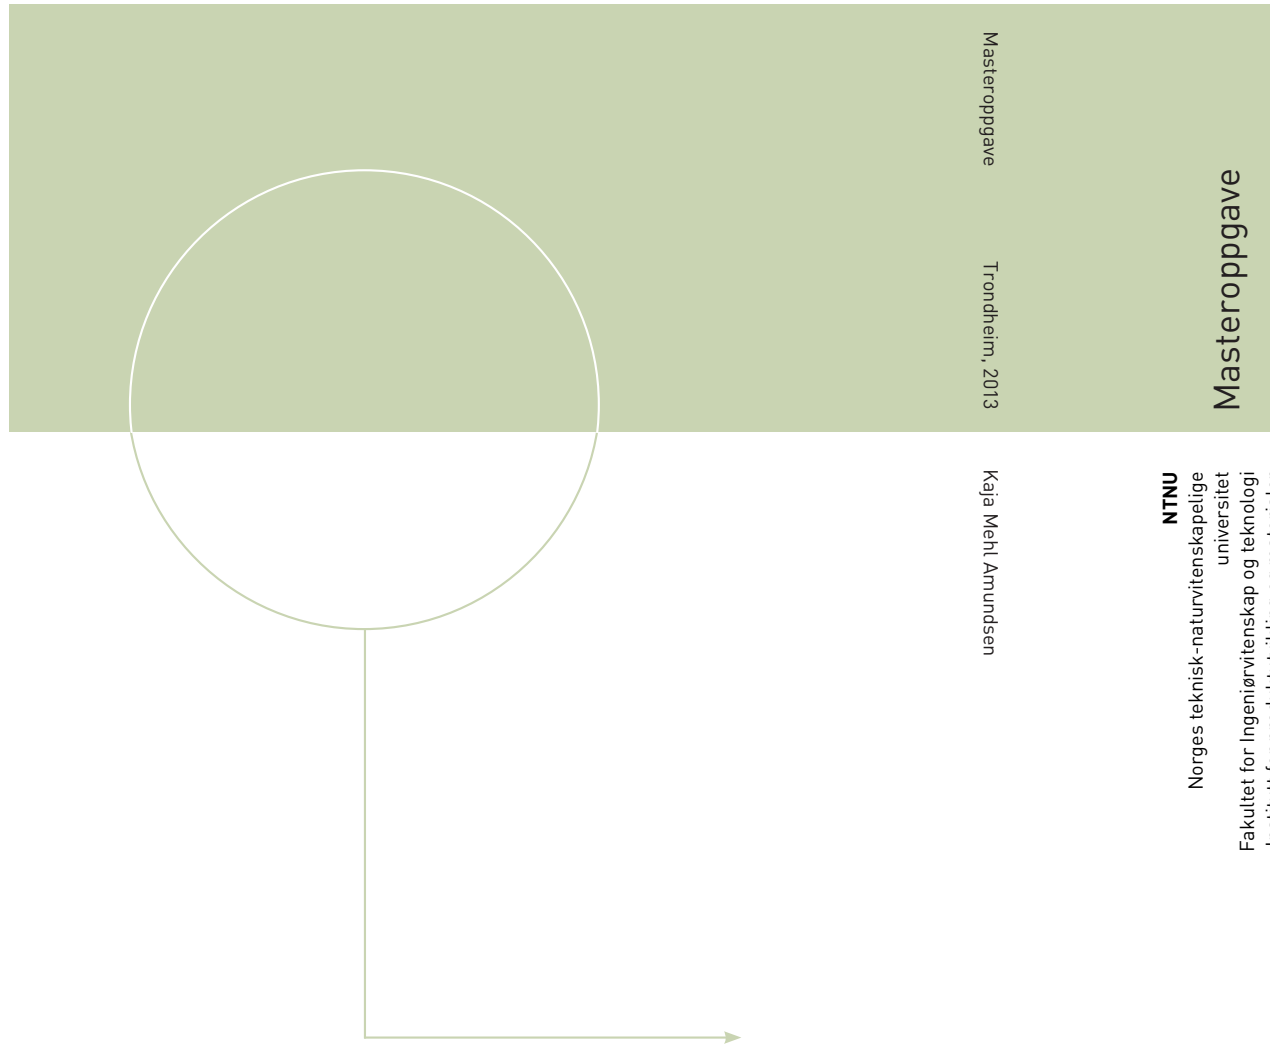 Masteroppgave
Trondheim, 2013
Kaja Mehl Amundsen
Masteroppgave
NTNU
Norges teknisk-naturvitenskapelige
universitet
Fakultet for Ingeniørvitenskap og teknologi